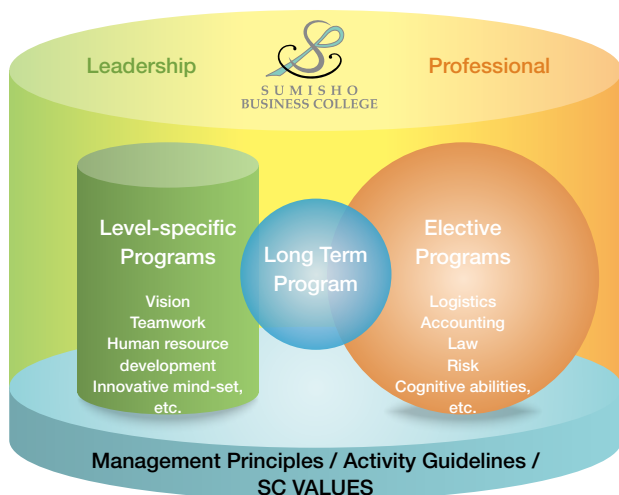 Leadership
SUMISHO
BUSINESS COLLEGE
Professional
Level-specific
Programs
Vision
Teamwork
Human resource
development
Innovative mind-set,
etc.
Long Term
Program
Elective
Programs
Logistics
Accounting
Law
Risk
Cognitive abilities,
etc.
Management Principles / Activity Guidelines /
SC VALUES